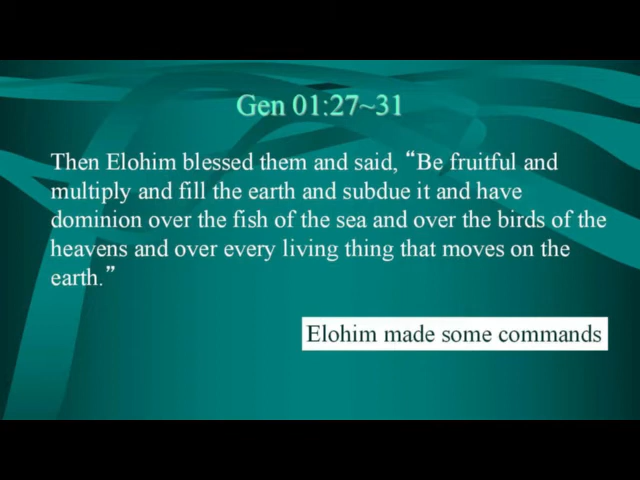 Gen 01:27~31
Then Elohim blessed them and said, “Be fruitful and
multiply and fill the earth and subdue it and have
dominion over the fish of the sea and over the birds of the
heavens and over every living thing that moves on the
earth.”
Elohim made some commands